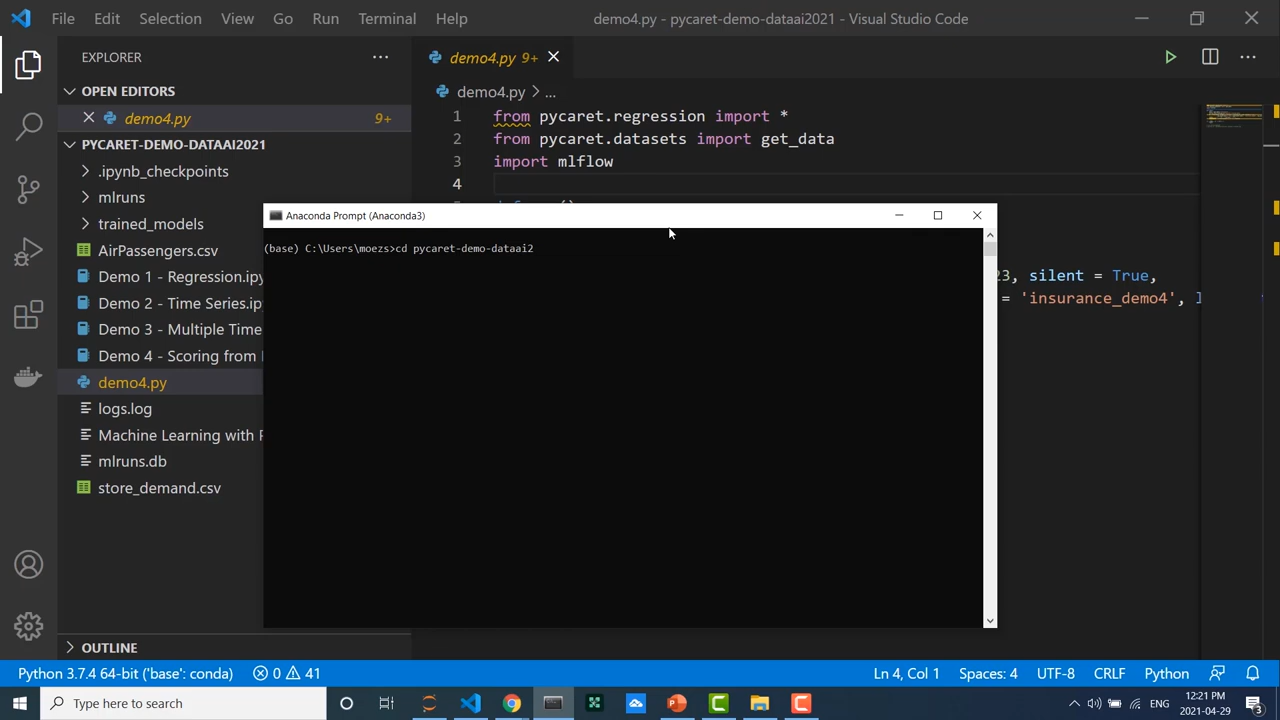 File Edit Selection View Go Run Terminal Help
demo4.py - pycaret-demo-dataai2021 - Visual Studio Code
EXPLORER
OPEN EDITORS
demo4.py 9+
PYCARET-DEMO-DATAAI2021
.ipynb_checkpoints
mlruns
trained_models
AirPassengers.csv
Demo 1 - Regression.ipy
Demo 2 - Time Series.ip
Demo 3 - Multiple Time
Demo 4 - Scoring from
demo4.py
logs.log
Machine Learning with
mlruns.db
store_demand.csv
OUTLINE
demo4.py 9+
demo4.py > ...
1 from pycaret.regression import *
2 from pycaret.datasets import get_data
3 import mlflow
4
23, silent = True,
= 'insurance_demo4',
Anaconda Prompt (Anaconda3)
(base) C:\Users\moezs>cd pycaret-demo-dataai2
Python 3.7.4 64-bit ('base': conda) 0 41
Ln 4, Col 1 Spaces: 4 UTF-8 CRLF Python
Type here to search
12:21 PM
2021-04-29
3